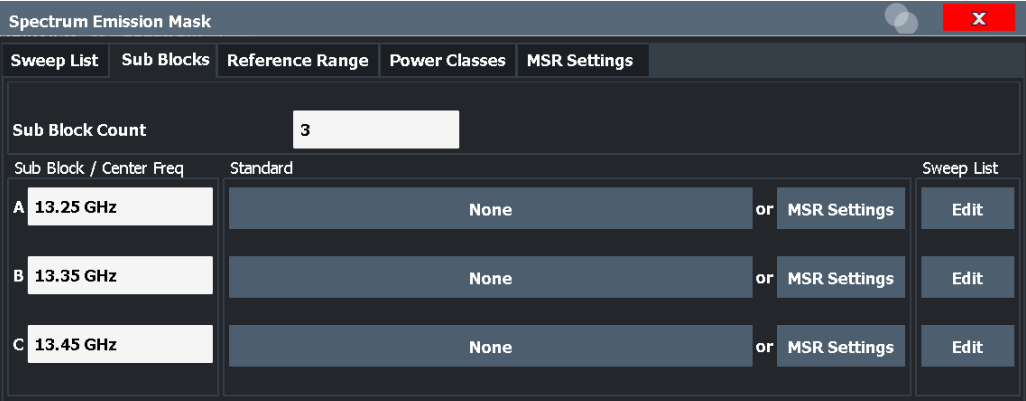 Spectrum Emission Mask X
Sweep List Sub Blocks Reference Range Power Classes MSR Settings
Sub Block Count 3
Sub Block / Center Freq Standard Sweep List
A 13.25 GHz None or MSR Settings Edit
B 13.35 GHz None or MSR Settings Edit
C 13.45 GHz None or MSR Settings Edit